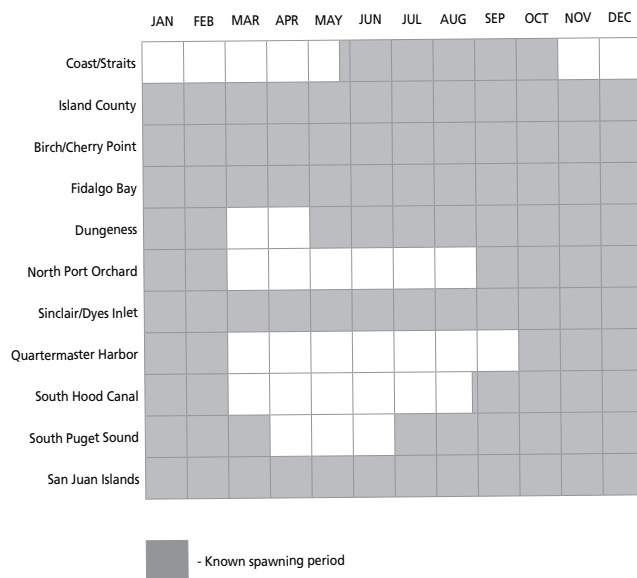 JAN FEB MAR APR MAY JUN JUL AUG SEP OCT NOV DEC
Coast/Straits
Island County
Birch/Cherry Point
Fidalgo Bay
Dungeness
North Port Orchard
Sinclair/Dyes Inlet
Quartermaster Harbor
South Hood Canal
South Puget Sound
San Juan Islands
- Known spawning period